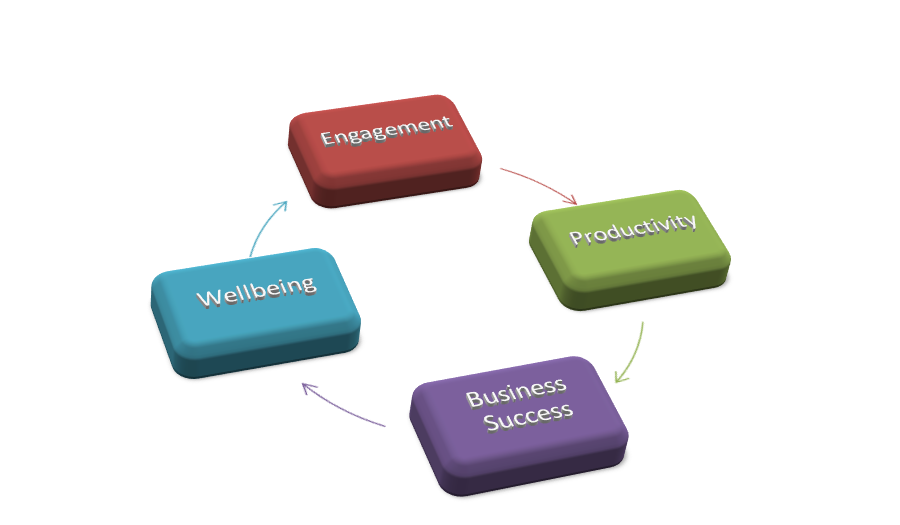 Engagement
Productivity
Business
Success
Wellbeing